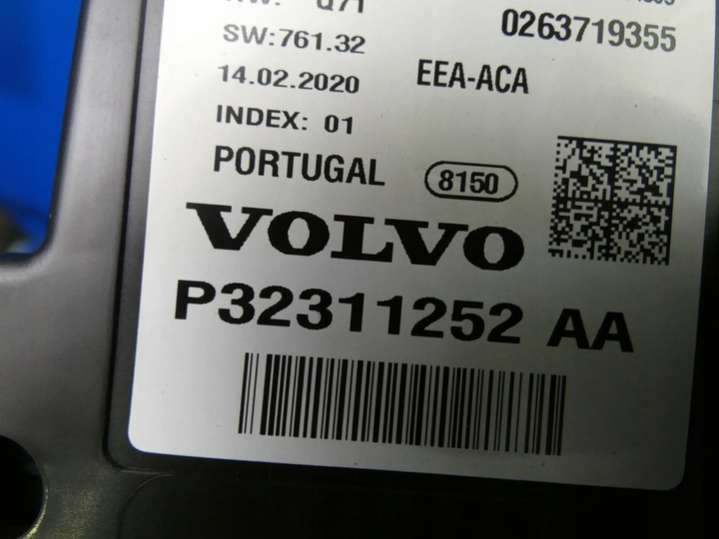 0263719355
SW:761.32
14.02.2020 EEA-ACA
INDEX: 01
PORTUGAL 8150
VOLVO
P32311252 AA